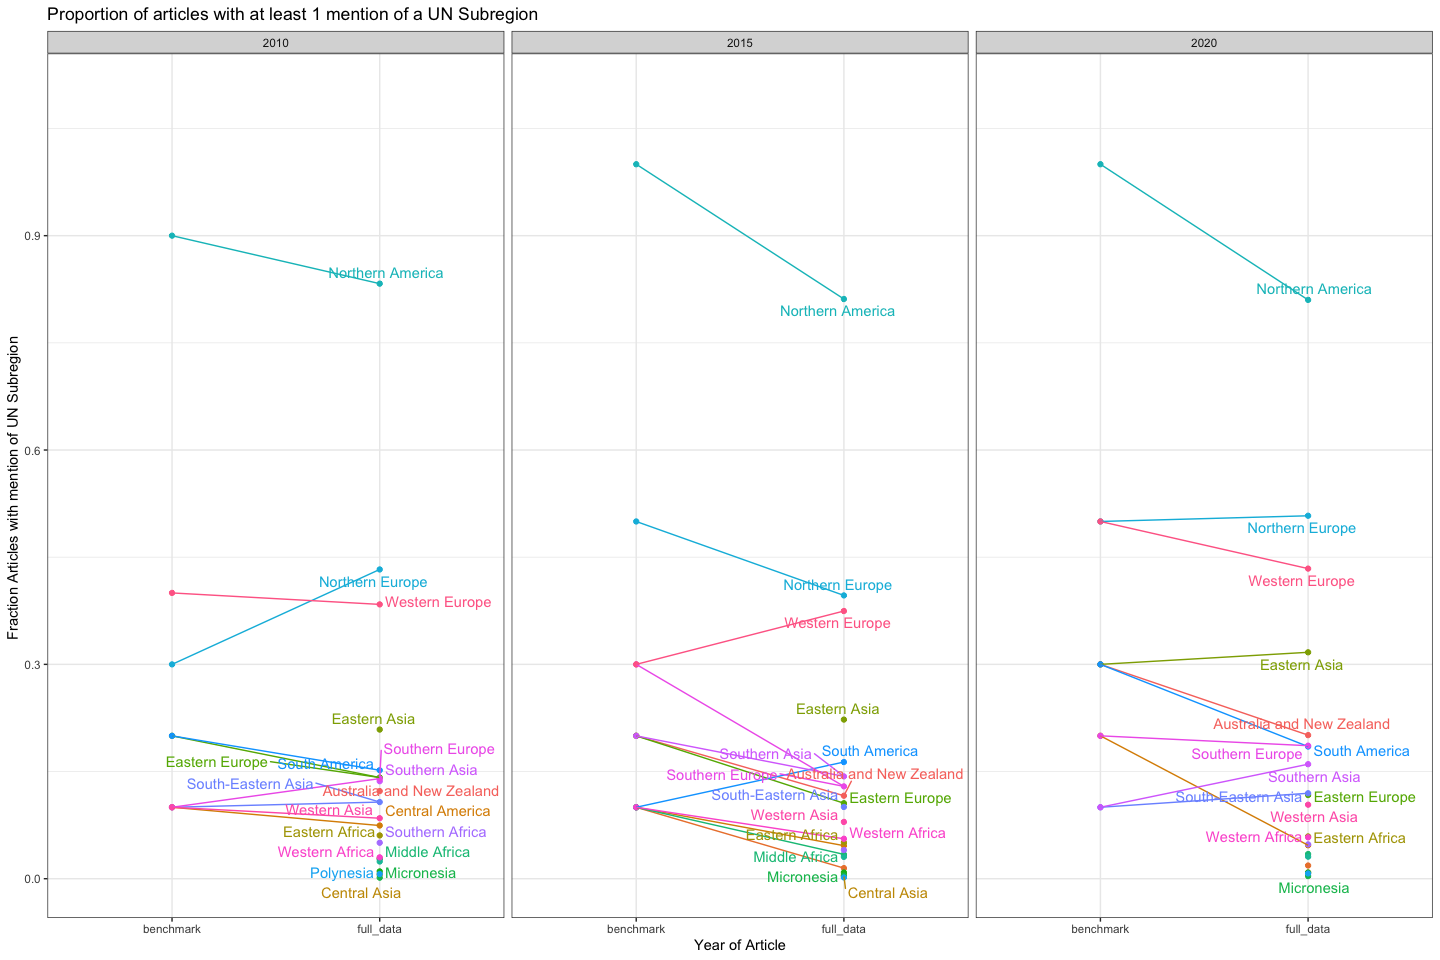 Proportion of articles with at least 1 mention of a UN Subregion
2010
2015
2020
Fraction Articles with mention of UN Subregion
0.9
0.6
0.3
0.0
Northern America
Northern Europe
Western Europe
Eastern Asia
Southern Europe
Eastern Europe
South America
Southern Asia
South-Eastern Asia
Australia and New Zealand
Western Asia
Central America
Eastern Africa
Southern Africa
Western Africa
Middle Africa
Polynesia
Micronesia
Central Asia
Northern America
Northern Europe
Western Europe
Eastern Asia
Southern Asia
South America
Southern Europe
Australia and New Zealand
South-Eastern Asia
Eastern Europe
Western Asia
Eastern Africa
Western Africa
Middle Africa
Micronesia
Central Asia
Northern America
Northern Europe
Western Europe
Eastern Asia
Australia and New Zealand
Southern Europe
South America
Southern Asia
South-Eastern Asia
Eastern Europe
Western Asia
Western Africa
Eastern Africa
Micronesia
benchmark
full_data
benchmark
full_data
benchmark
full_data
Year of Article